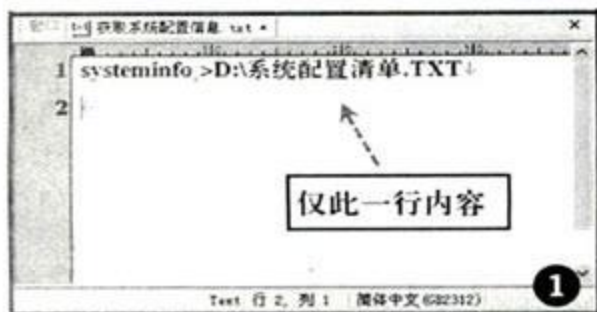 获取系统配置信息.txt
1 systeminfo >D:\系统配置清单.TXT↓
2
仅此一行内容
Text 行 2, 列 1 简体中文(GB2312)
❶